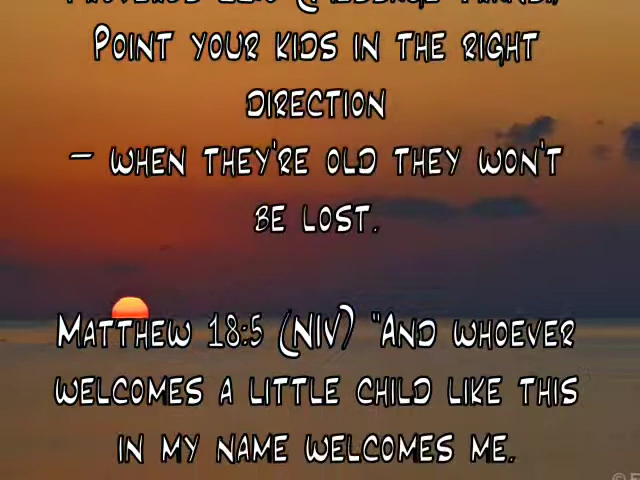 Point your kids in the right
direction
— when they're old they won't
be lost.
Matthew 18:5 (NIV) "And whoever
welcomes a little child like this
in my name welcomes me.
©